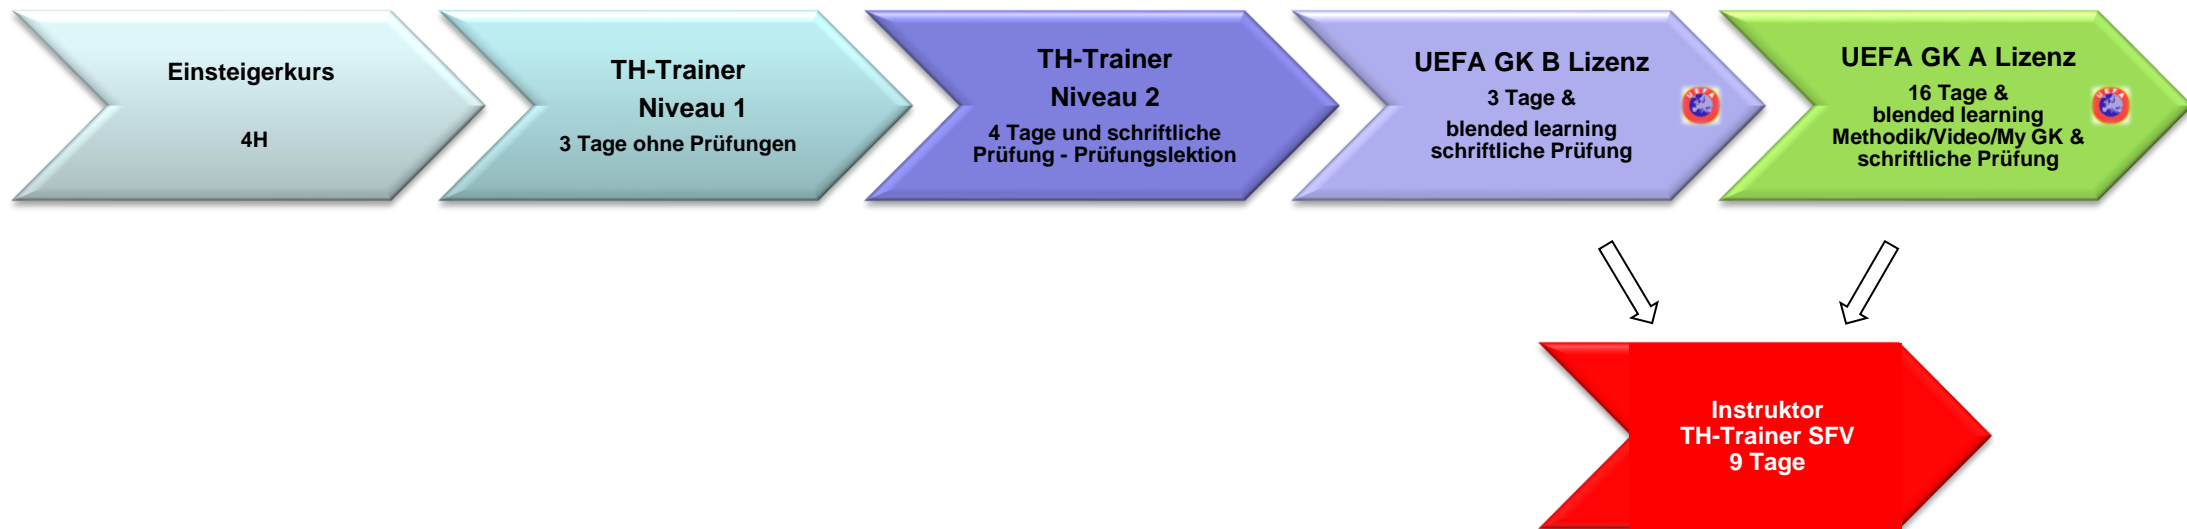 Einsteigerkurs
4H
TH-Trainer
Niveau 1
3 Tage ohne Prüfungen
TH-Trainer
Niveau 2
4 Tage und schriftliche
Prüfung - Prüfungslektion
UEFA GK B Lizenz
3 Tage &
blended learning
schriftliche Prüfung
UEFA
UEFA GK A Lizenz
16 Tage &
blended learning
Methodik/Video/My GK &
schriftliche Prüfung
UEFA
Instruktor
TH-Trainer SFV
9 Tage